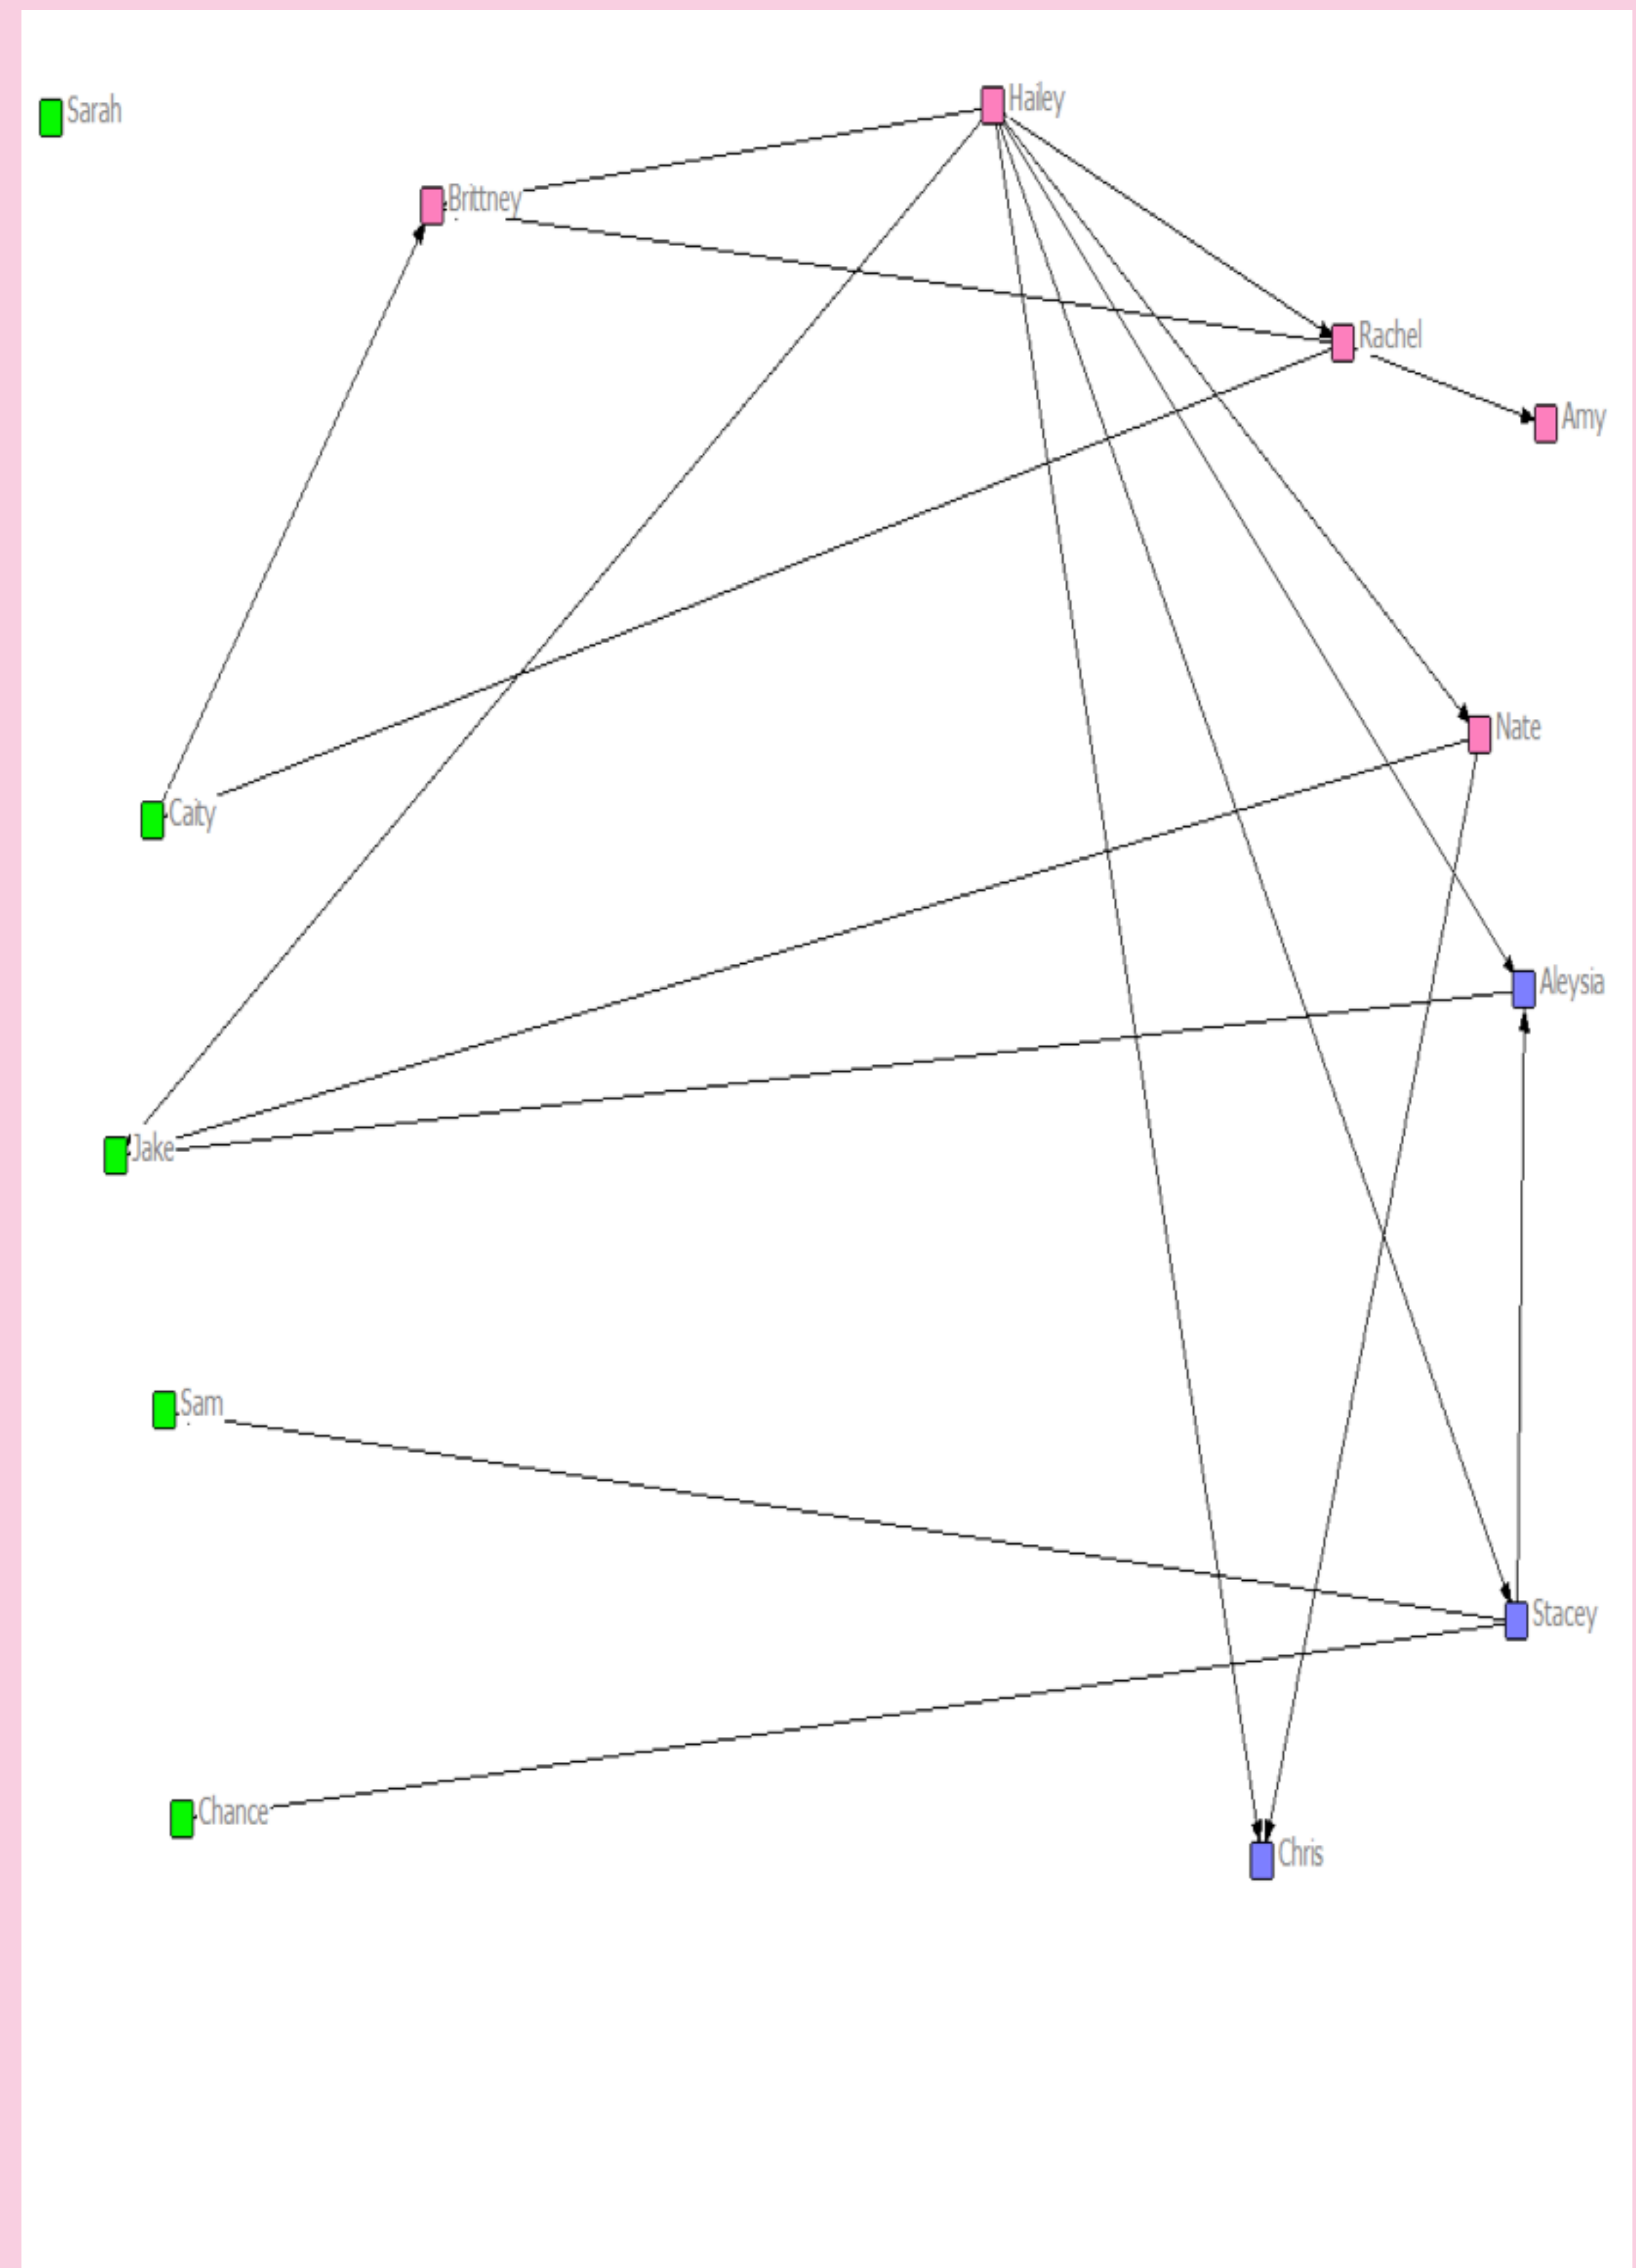 Hailey
Sarah
Brittney
Rachel
Amy
Nate
Caity
Aleysia
Jake
Sam
Stacey
Chance
Chris